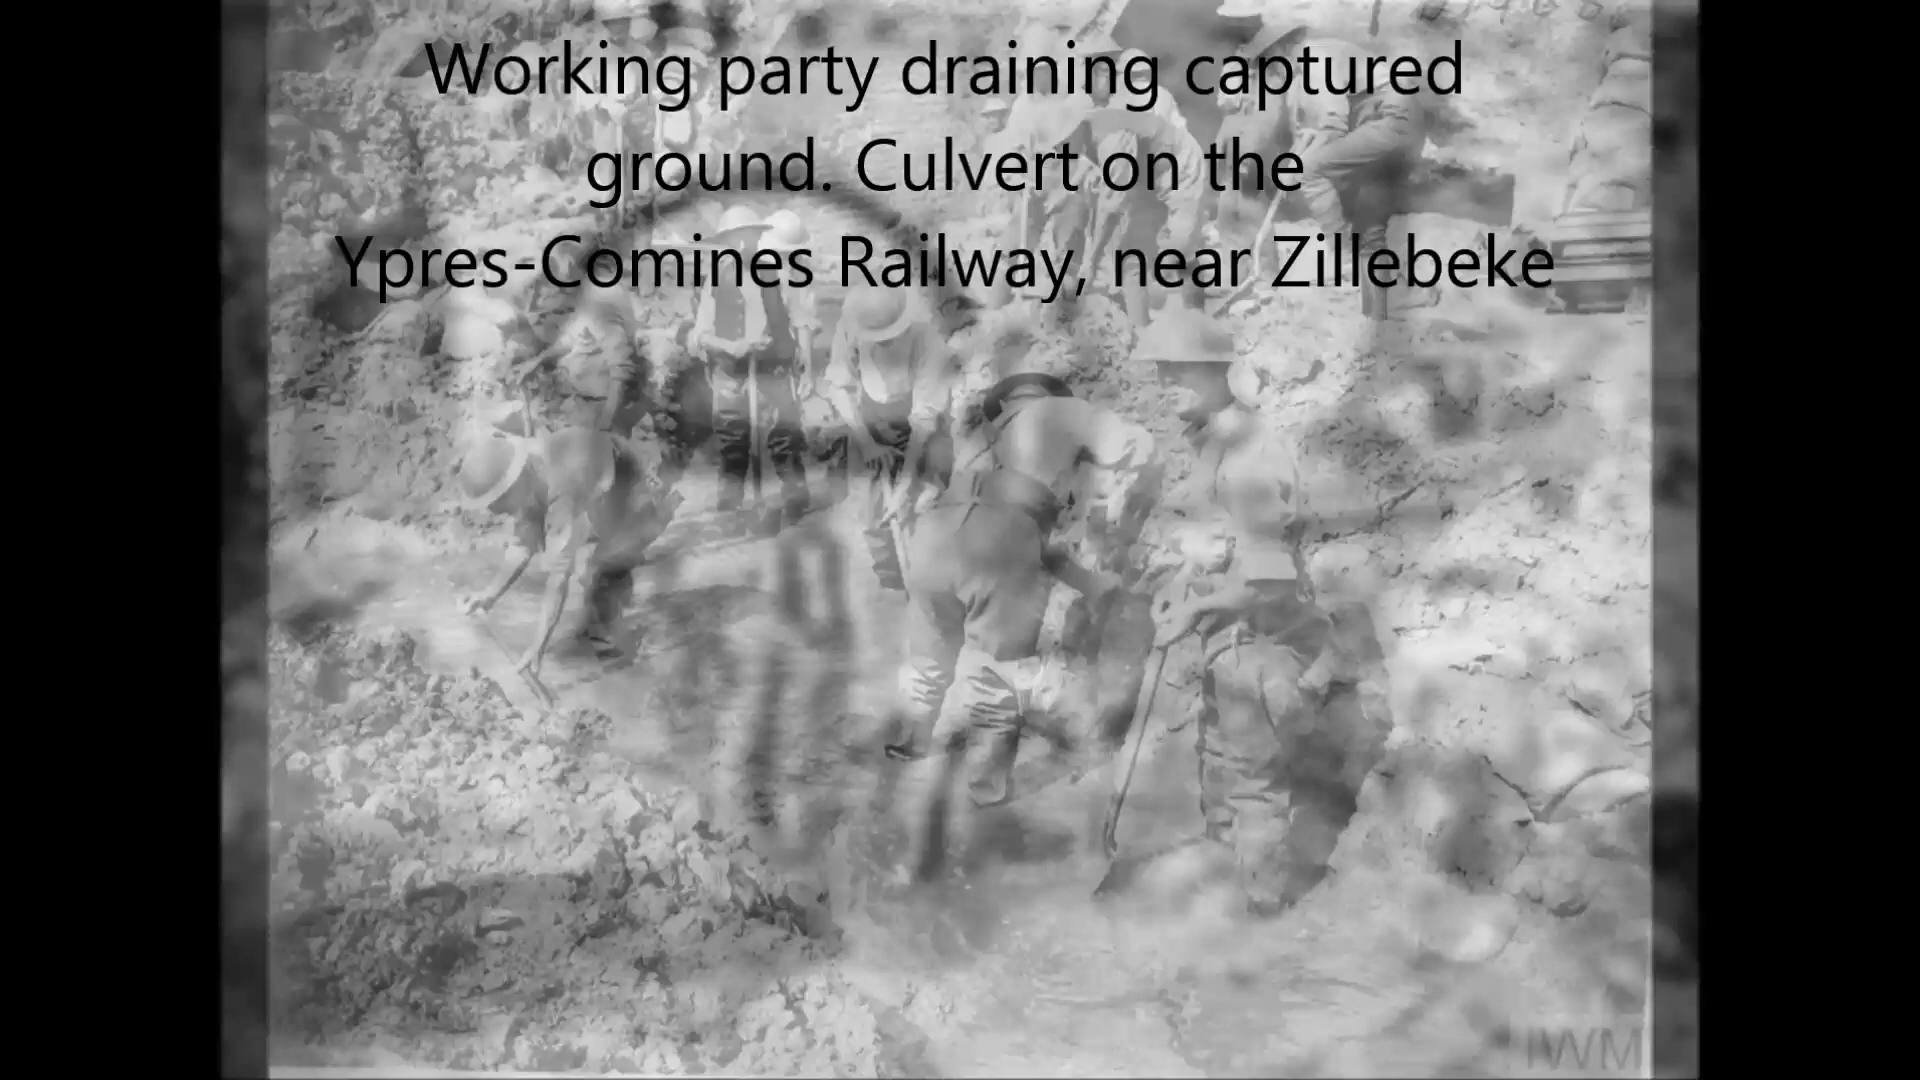 Working party draining captured
ground. Culvert on the
Ypres-Comines Railway, near Zillebeke
IWM